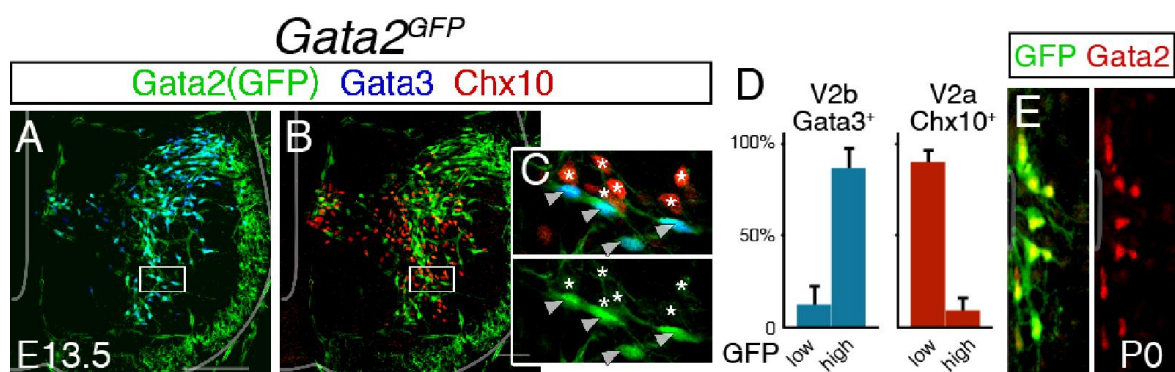 Gata2GFP
Gata2(GFP) Gata3 Chx10
A
E13.5
B
C
* * * * * *
* * * * * *
D
V2b
Gata3+
V2a
Chx10+
100%
50%
0
GFP
low high low high
GFP Gata2
E
P0